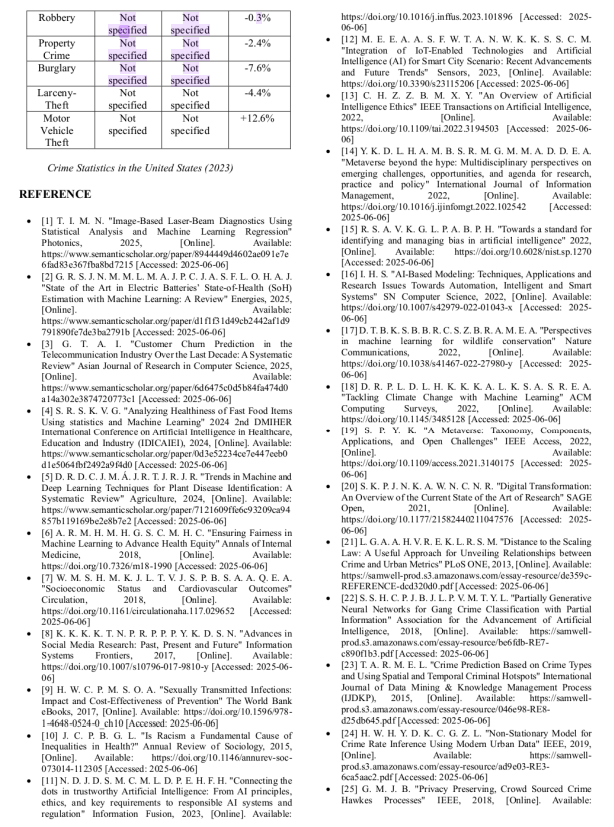 Robbery Not specified Not specified -0.3%
Property Crime Not specified Not specified -2.4%
Burglary Not specified Not specified -7.6%
Larceny-Theft Not specified Not specified -4.4%
Motor Vehicle Theft Not specified Not specified +12.6%
Crime Statistics in the United States (2023)
REFERENCE
[1] T. I. M. N. "Image-Based Laser-Beam Diagnostics Using
Statistical Analysis and Machine Learning Regression"
Photonics, 2025, [Online]. Available:
https://www.semanticscholar.org/paper/8944449d4602ae091e7e
6fad83e367fba8bd7215 [Accessed: 2025-06-06]
[2] G. R. S. J. N. M. M. L. M. A. J. P. C. J. A. S. F. L. O. H. A. J.
"State of the Art in Electric Batteries' State-of-Health (SoH)
Estimation with Machine Learning: A Review" Energies, 2025,
[Online]. Available:
https://www.semanticscholar.org/paper/d1f1f31d49cb2442af1d9
791890fe7de3ba2791b [Accessed: 2025-06-06]
[3] G. T. A. I. "Customer Churn Prediction in the
Telecommunication Industry Over the Last Decade: A Systematic
Review" Asian Journal of Research in Computer Science, 2025,
[Online]. Available:
https://www.semanticscholar.org/paper/6d6475c0d5b84fa474d0
a14a302e3874720773c1 [Accessed: 2025-06-06]
[4] S. R. S. K. V. G. "Analyzing Healthiness of Fast Food Items
Using statistics and Machine Learning" 2024 2nd DMIHER
International Conference on Artificial Intelligence in Healthcare,
Education and Industry (IDICAIEI), 2024, [Online]. Available:
https://www.semanticscholar.org/paper/0d3e52234ce7e447eeb0
d1e5064fbf2492a9f4d0 [Accessed: 2025-06-06]
[5] D. R. D. C. J. M. Á. J. R. T. J. R. J. R. "Trends in Machine and
Deep Learning Techniques for Plant Disease Identification: A
Systematic Review" Agriculture, 2024, [Online]. Available:
https://www.semanticscholar.org/paper/7121609ffe6c93209ca94
857b119169be2e8b7e2 [Accessed: 2025-06-06]
[6] A. R. M. H. M. H. G. S. C. M. H. C. "Ensuring Fairness in
Machine Learning to Advance Health Equity" Annals of Internal
Medicine, 2018, [Online]. Available:
https://doi.org/10.7326/m18-1990 [Accessed: 2025-06-06]
[7] W. M. S. H. M. K. J. L. T. V. J. S. P. B. S. A. A. Q. E. A.
"Socioeconomic Status and Cardiovascular Outcomes"
Circulation, 2018, [Online]. Available:
https://doi.org/10.1161/circulationaha.117.029652 [Accessed:
2025-06-06]
[8] K. K. K. K. T. N. P. R. P. P. P. Y. K. D. S. N. "Advances in
Social Media Research: Past, Present and Future" Information
Systems Frontiers, 2017, [Online]. Available:
https://doi.org/10.1007/s10796-017-9810-y [Accessed: 2025-06-
06]
[9] H. W. C. P. M. S. O. A. "Sexually Transmitted Infections:
Impact and Cost-Effectiveness of Prevention" The World Bank
eBooks, 2017, [Online]. Available: https://doi.org/10.1596/978-
1-4648-0524-0_ch10 [Accessed: 2025-06-06]
[10] J. C. P. B. G. L. "Is Racism a Fundamental Cause of
Inequalities in Health?" Annual Review of Sociology, 2015,
[Online]. Available: https://doi.org/10.1146/annurev-soc-
073014-112305 [Accessed: 2025-06-06]
[11] N. D. J. D. S. M. C. M. L. D. P. E. H. F. H. "Connecting the
dots in trustworthy Artificial Intelligence: From AI principles,
ethics, and key requirements to responsible AI systems and
regulation" Information Fusion, 2023, [Online]. Available:
https://doi.org/10.1016/j.inffus.2023.101896 [Accessed: 2025-
06-06]
[12] M. E. E. A. A. S. F. W. T. A. N. W. K. K. S. S. C. M.
"Integration of IoT-Enabled Technologies and Artificial
Intelligence (AI) for Smart City Scenario: Recent Advancements
and Future Trends" Sensors, 2023, [Online]. Available:
https://doi.org/10.3390/s23115206 [Accessed: 2025-06-06]
[13] C. H. Z. Z. B. M. X. Y. "An Overview of Artificial
Intelligence Ethics" IEEE Transactions on Artificial Intelligence,
2022, [Online]. Available:
https://doi.org/10.1109/tai.2022.3194503 [Accessed: 2025-06-
06]
[14] Y. K. D. L. H. A. M. B. S. R. M. G. M. M. A. D. D. E. A.
"Metaverse beyond the hype: Multidisciplinary perspectives on
emerging challenges, opportunities, and agenda for research,
practice and policy" International Journal of Information
Management, 2022, [Online]. Available:
https://doi.org/10.1016/j.ijinfomgt.2022.102542 [Accessed:
2025-06-06]
[15] R. S. A. V. K. G. L. P. A. B. P. H. "Towards a standard for
identifying and managing bias in artificial intelligence" 2022,
[Online]. Available: https://doi.org/10.6028/nist.sp.1270
[Accessed: 2025-06-06]
[16] I. H. S. "AI-Based Modeling: Techniques, Applications and
Research Issues Towards Automation, Intelligent and Smart
Systems" SN Computer Science, 2022, [Online]. Available:
https://doi.org/10.1007/s42979-022-01043-x [Accessed: 2025-
06-06]
[17] D. T. B. K. S. B. B. R. C. S. Z. B. R. A. M. E. A. "Perspectives
in machine learning for wildlife conservation" Nature
Communications, 2022, [Online]. Available:
https://doi.org/10.1038/s41467-022-27980-y [Accessed: 2025-
06-06]
[18] D. R. P. L. D. L. H. K. K. K. A. L. K. S. A. S. R. E. A.
"Tackling Climate Change with Machine Learning" ACM
Computing Surveys, 2022, [Online]. Available:
https://doi.org/10.1145/3485128 [Accessed: 2025-06-06]
[19] S. P. Y. K. "A Metaverse: Taxonomy, Components,
Applications, and Open Challenges" IEEE Access, 2022,
[Online]. Available:
https://doi.org/10.1109/access.2021.3140175 [Accessed: 2025-
06-06]
[20] S. K. P. J. N. K. A. W. N. C. N. R. "Digital Transformation:
An Overview of the Current State of the Art of Research" SAGE
Open, 2021, [Online]. Available:
https://doi.org/10.1177/21582440211047576 [Accessed: 2025-
06-06]
[21] L. G. A. A. H. V. R. E. K. M. R. S. M. "Distance to the Scaling
Law: A Useful Approach for Unveiling Relationships between
Crime and Urban Metrics" PLoS ONE, 2013, [Online]. Available:
https://samwell-prod.s3.amazonaws.com/essay-resource/de359c-
REFERENCE-dcd320d0.pdf [Accessed: 2025-06-06]
[22] S. S. H. C. P. J. B. J. L. P. V. M. T. Y. L. "Partially Generative
Neural Networks for Gang Crime Classification with Partial
Information" Association for the Advancement of Artificial
Intelligence, 2018, [Online]. Available: https://samwell-
prod.s3.amazonaws.com/essay-resource/be6fdb-RE7-
c890f1b3.pdf [Accessed: 2025-06-06]
[23] T. A. R. M. E. L. "Crime Prediction Based on Crime Types
and Using Spatial and Temporal Criminal Hotspots" International
Journal of Data Mining & Knowledge Management Process
(IJDKP), 2015, [Online]. Available: https://samwell-
prod.s3.amazonaws.com/essay-resource/046e98-RE8-
d25db645.pdf [Accessed: 2025-06-06]
[24] H. W. H. Y. D. K. C. G. Z. L. "Non-Stationary Model for
Crime Rate Inference Using Modern Urban Data" IEEE, 2019,
[Online]. Available: https://samwell-
prod.s3.amazonaws.com/essay-resource/ad9e03-RE3-
6ca5aac2.pdf [Accessed: 2025-06-06]
[25] G. M. J. B. "Privacy Preserving, Crowd Sourced Crime
Hawkes Processes" IEEE, 2018, [Online]. Available: